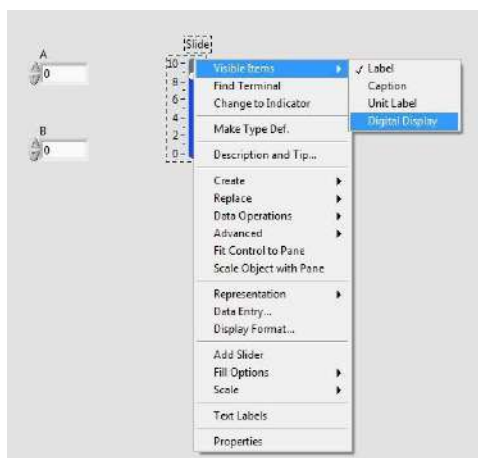 A
0
B
0
Slide
10
8
6
4
2
0
Visible Items
Find Terminal
Change to Indicator
Make Type Def.
Description and Tip...
Create
Replace
Data Operations
Advanced
Fit Control to Pane
Scale Object with Pane
Representation
Data Entry...
Display Format...
Add Slider
Fill Options
Scale
Text Labels
Properties
Label
Caption
Unit Label
Digital Display